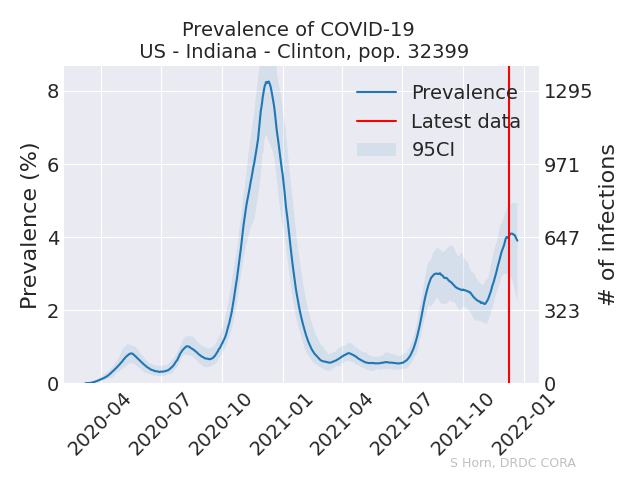 Prevalence of COVID-19
US - Indiana - Clinton, pop. 32399
Prevalence (%)
8
6
4
2
0
Prevalence
Latest data
95CI
1295
971
647
323
0
# of infections
2020-04
2020-07
2020-10
2021-01
2021-04
2021-07
2021-10
2022-01
S Horn, DRDC CORA